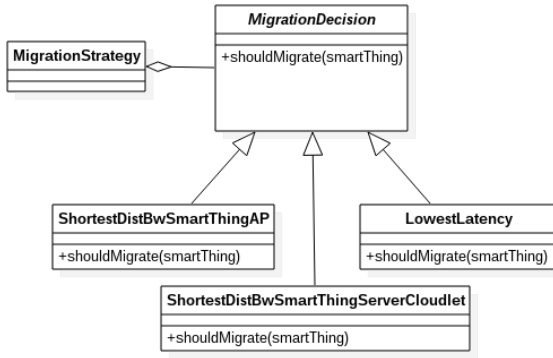 MigrationDecision
+shouldMigrate(smartThing)
MigrationStrategy
ShortestDistBwSmartThingAP
+shouldMigrate(smartThing)
LowestLatency
+shouldMigrate(smartThing)
ShortestDistBwSmartThingServerCloudlet
+shouldMigrate(smartThing)